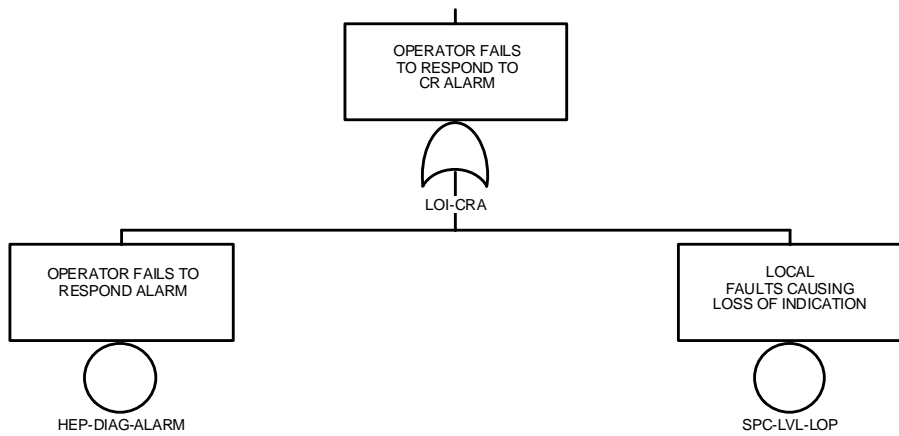 OPERATOR FAILS
TO RESPOND TO
CR ALARM
LOI-CRA
OPERATOR FAILS TO
RESPOND ALARM
HEP-DIAG-ALARM
LOCAL
FAULTS CAUSING
LOSS OF INDICATION
SPC-LVL-LOP